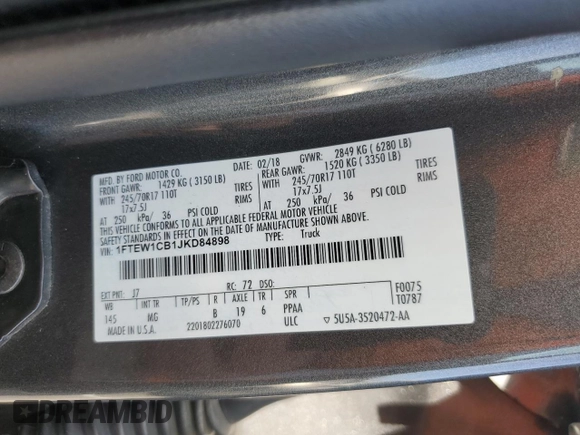 MFD. BY FORD MOTOR CO.
DATE: 02/18 GVWR: 2849 KG ( 6280 LB)
FRONT GAWR: 1429 KG ( 3150 LB) REAR GAWR: 1520 KG ( 3350 LB)
WITH 245/70R17 110T TIRES WITH 245/70R17 110T TIRES
17x7.5J RIMS 17x7.5J RIMS
AT 250 kPa/ 36 PSI COLD AT 250 kPa/ 36 PSI COLD
THIS VEHICLE CONFORMS TO ALL APPLICABLE FEDERAL MOTOR VEHICLE
SAFETY STANDARDS IN EFFECT ON THE DATE OF MANUFACTURE SHOWN ABOVE.
VIN: 1FTEW1CB1JKD84898
TYPE: Truck
EXT PNT: J7 RC: 72 DSO: F0075
WB INT TR TP/PS R AXLE TR SPR T0787
145 MG B 19 6 PPAA
MADE IN U.S.A. 2201802276070 ULC ▽ 5U5A-3520472-AA
DREAMBID